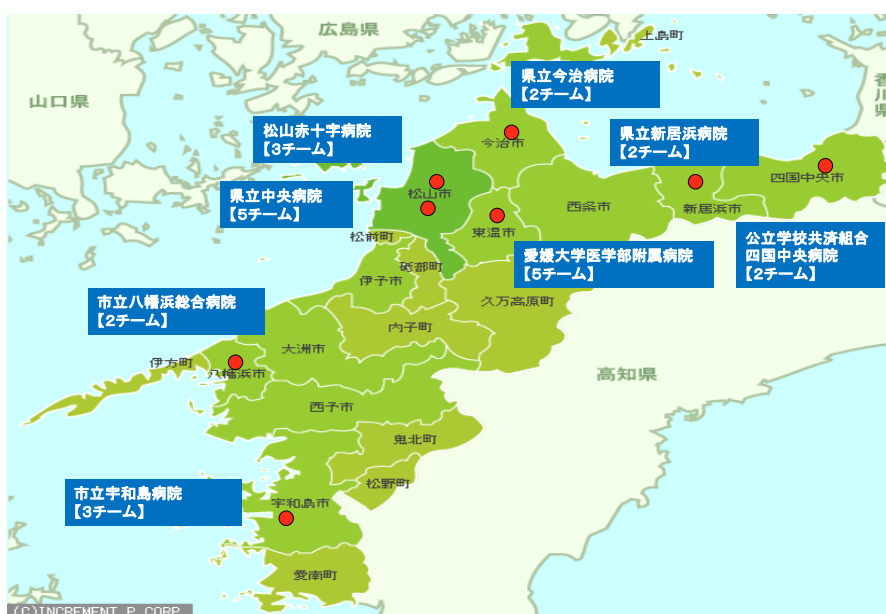 広島県
上島町
山口県
香川県
県立今治病院
【2チーム】
松山赤十字病院
【3チーム】
県立新居浜病院
【2チーム】
今治市
四国中央市
県立中央病院
【5チーム】
松山市
西条市
新居浜市
東温市
松前町
公立学校共済組合
四国中央病院
【2チーム】
愛媛大学医学部附属病院
【5チーム】
砥部町
伊予市
久万高原町
市立八幡浜総合病院
【2チーム】
内子町
大洲市
伊方町
八幡浜市
高知県
西予市
鬼北町
松野町
市立宇和島病院
【3チーム】
宇和島市
愛南町
(C)INCREMENT P CORP.